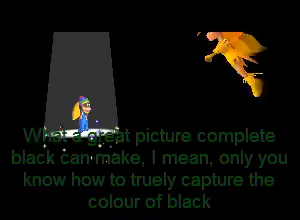 What a great picture complete
black can make, I mean, only you
know how to truely capture the
colour of black